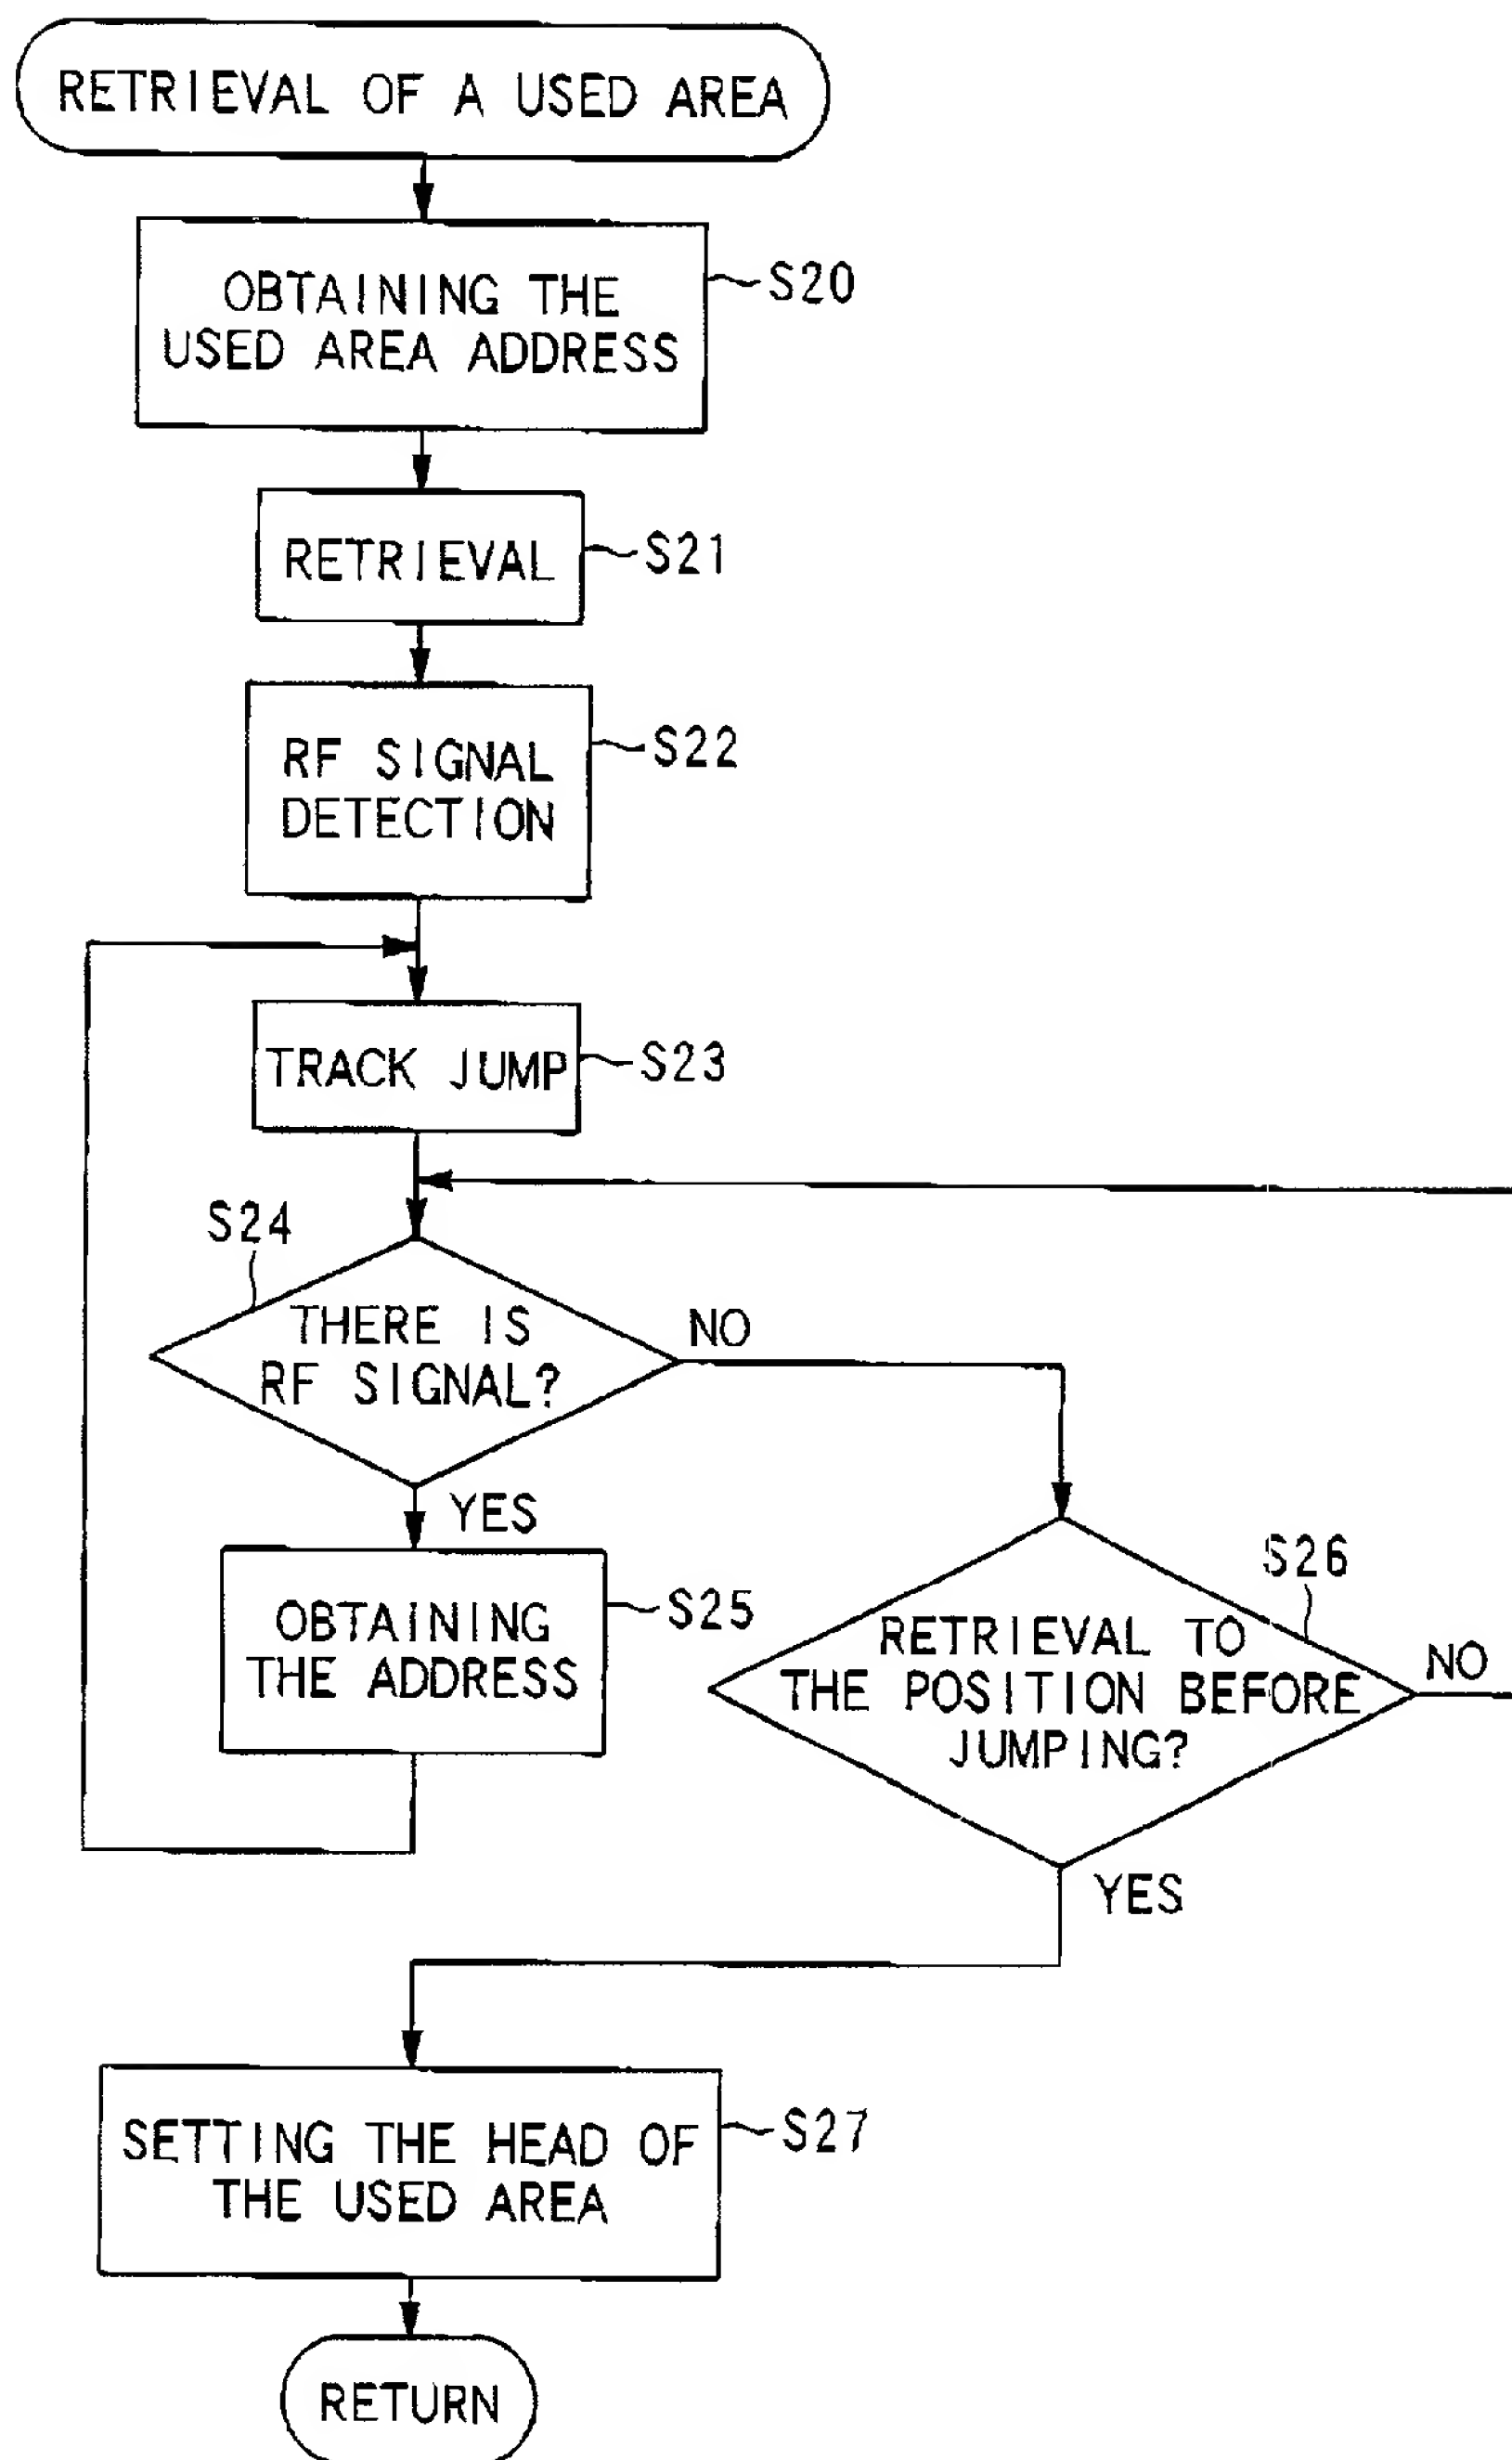 RETRIEVAL OF A USED AREA
OBTAINING THE
USED AREA ADDRESS
S20
RETRIEVAL
S21
RF SIGNAL
DETECTION
S22
TRACK JUMP
S23
S24
THERE IS
RF SIGNAL?
NO
YES
OBTAINING
THE ADDRESS
S25
S26
RETRIEVAL TO
THE POSITION BEFORE
JUMPING?
NO
YES
SETTING THE HEAD OF
THE USED AREA
S27
RETURN